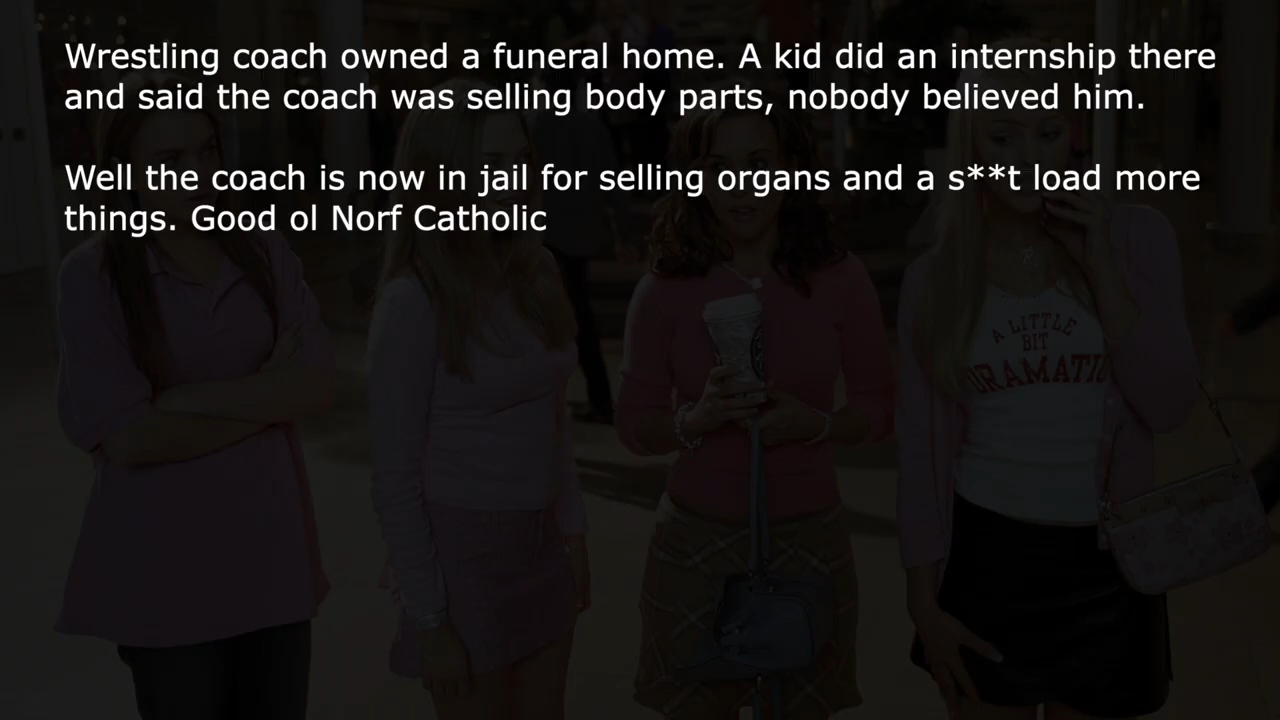 Wrestling coach owned a funeral home. A kid did an internship there
and said the coach was selling body parts, nobody believed him.
Well the coach is now in jail for selling organs and a s**t load more
things. Good ol Norf Catholic
A LITTLE
BIT
DRAMATIC